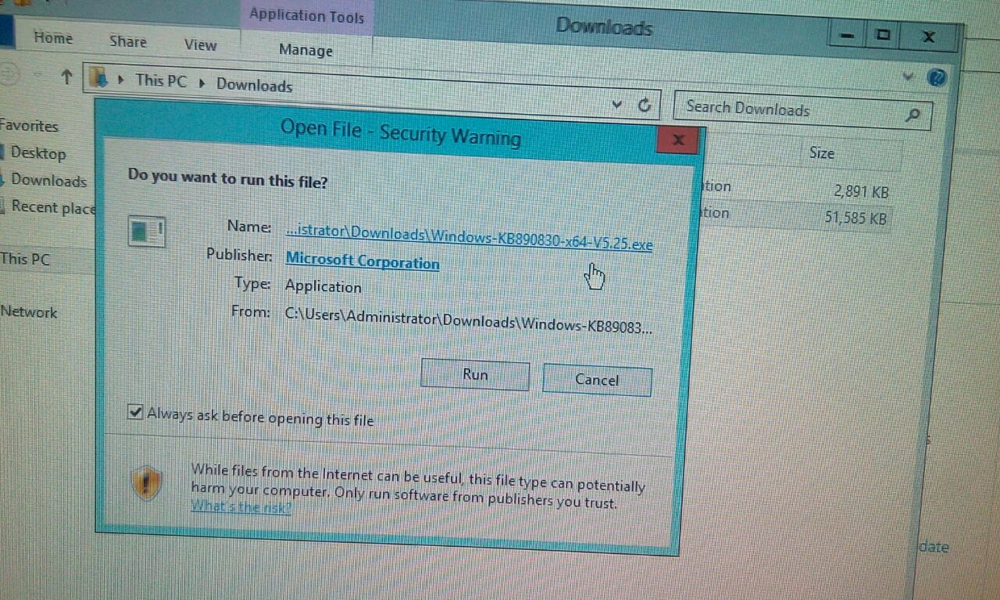 Application Tools
Downloads
Home
Share
View
Manage
This PC
Downloads
Search Downloads
Favorites
Desktop
Downloads
This PC
Network
Size
2,891 KB
51,585 KB
Open File - Security Warning
X
Do you want to run this file?
Name: ...istrator\Downloads\Windows-KB890830-x64-V5.25.exe
Publisher: Microsoft Corporation
Type: Application
From: C:\Users\Administrator\Downloads\Windows-KB89083...
Run
Cancel
Always ask before opening this file
While files from the Internet can be useful, this file type can potentially
harm your computer. Only run software from publishers you trust.
What's the risk?
date